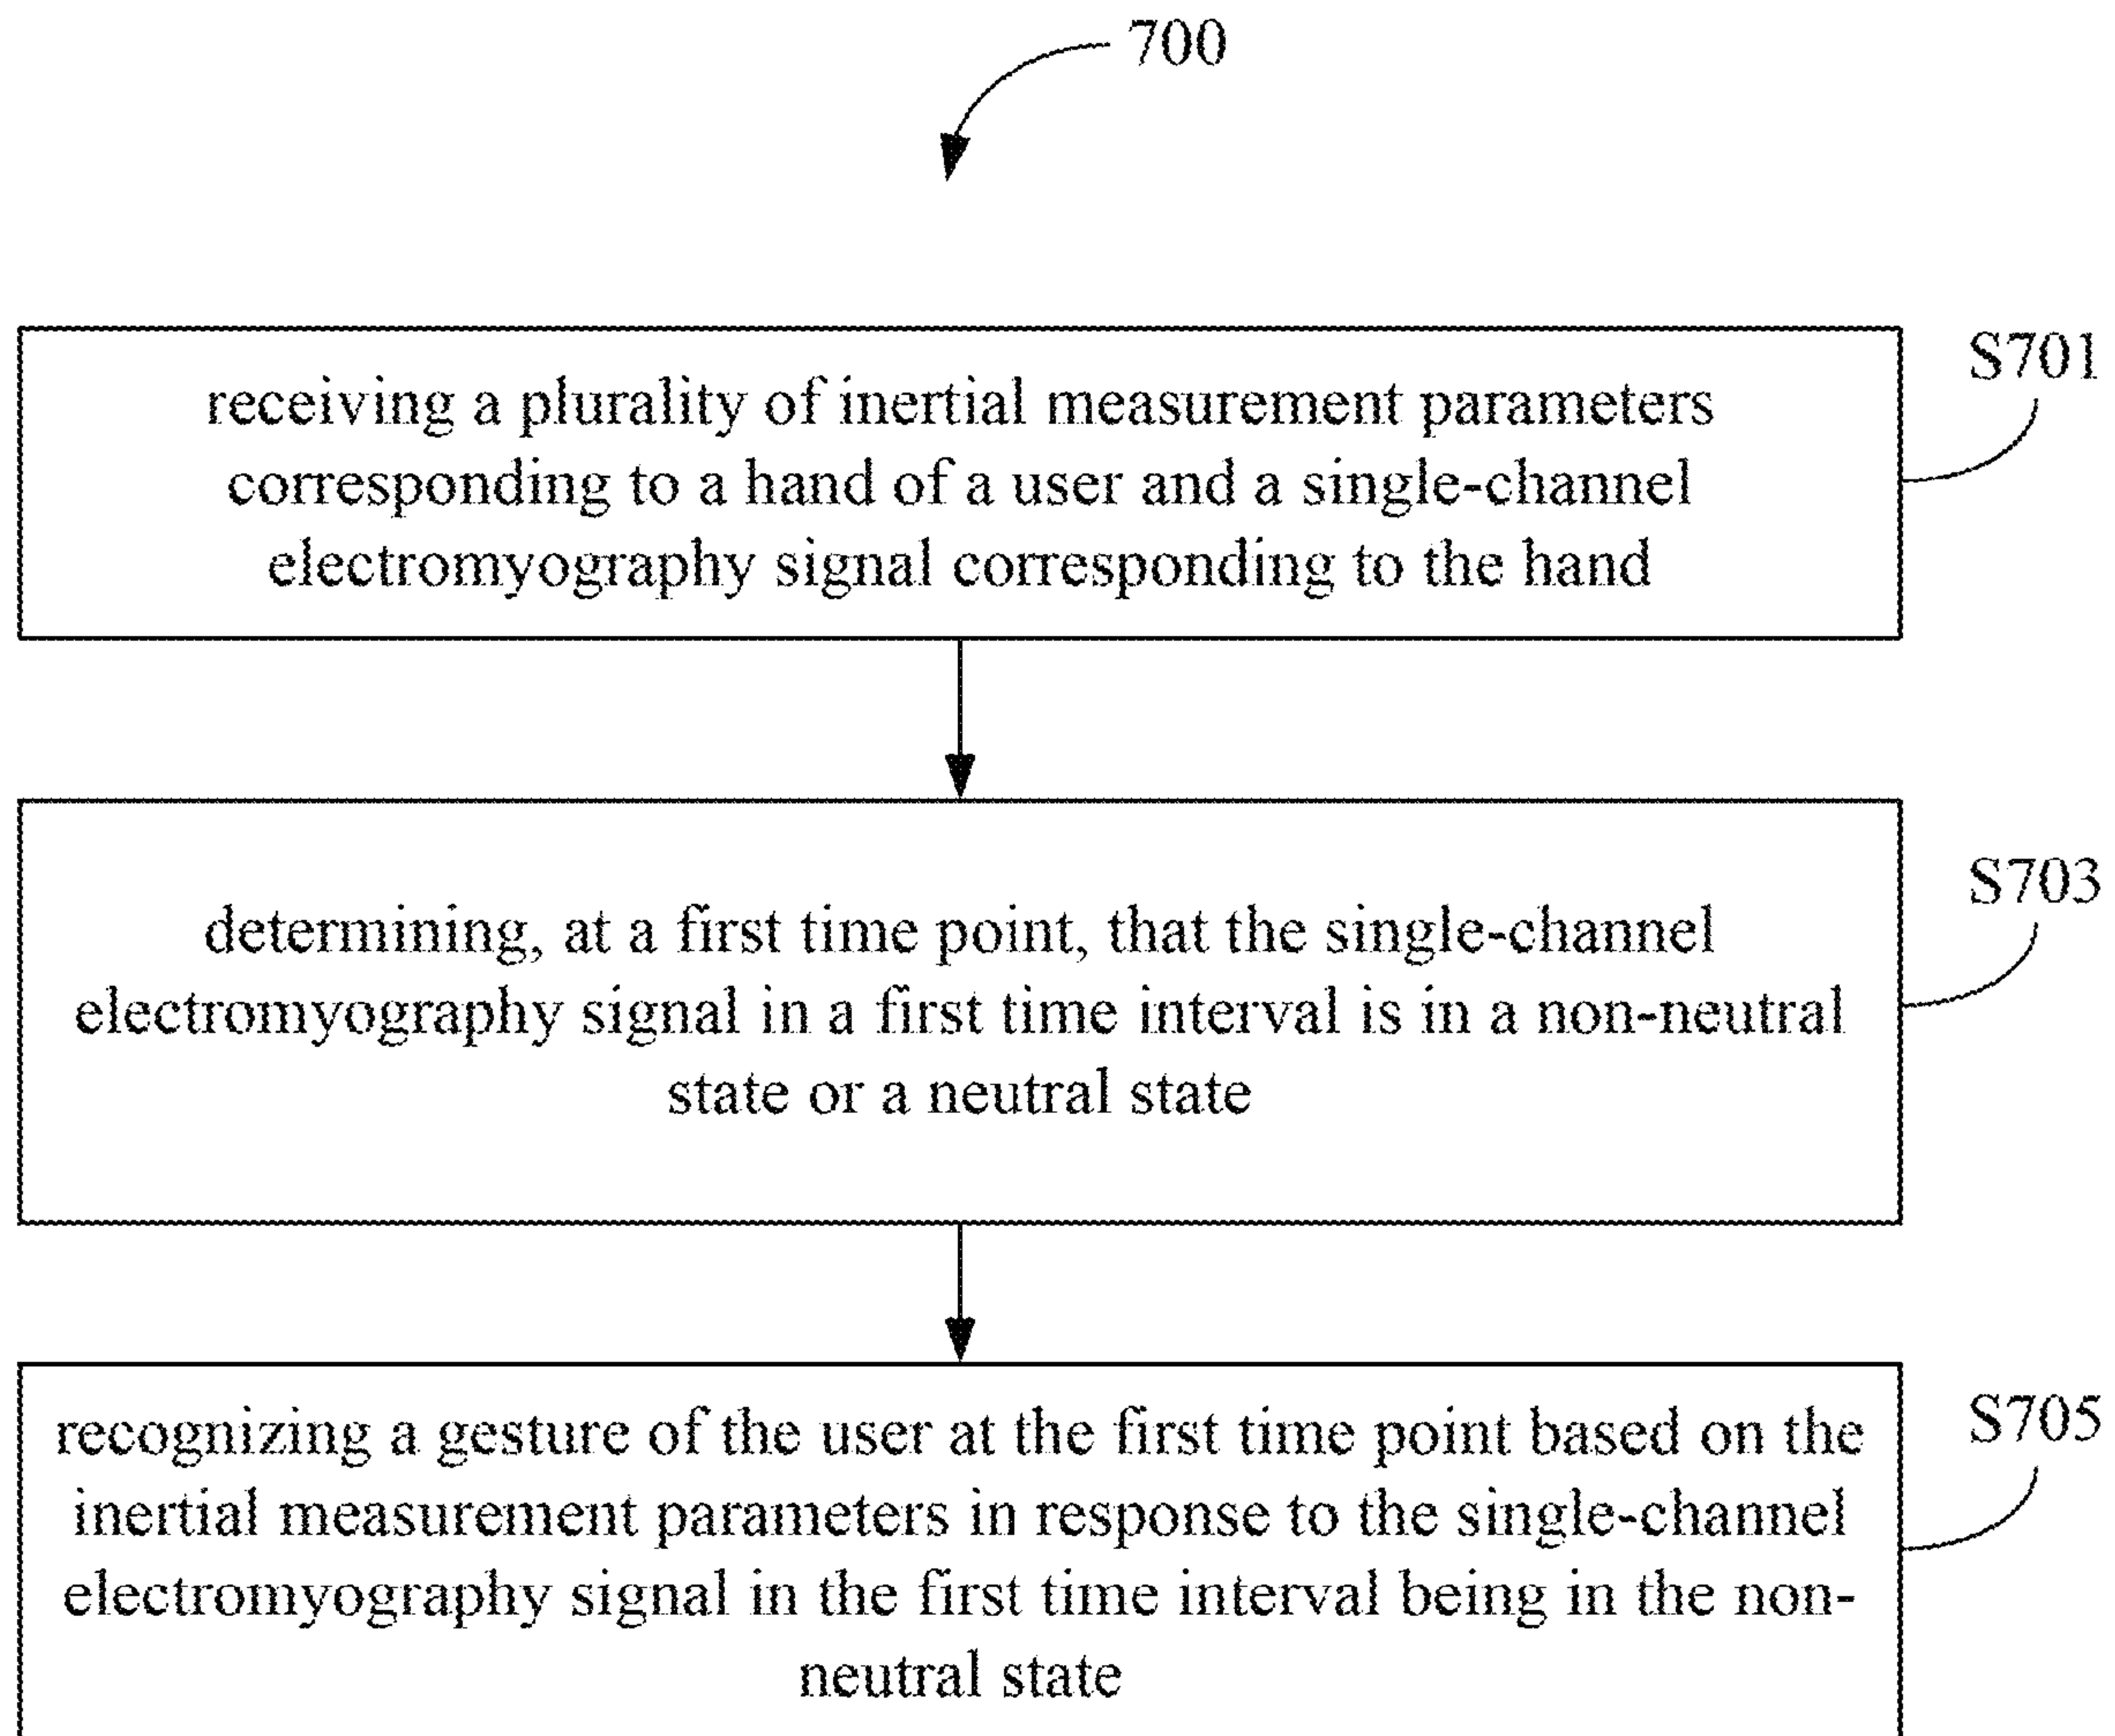 700
S701
receiving a plurality of inertial measurement parameters
corresponding to a hand of a user and a single-channel
electromyography signal corresponding to the hand
S703
determining, at a first time point, that the single-channel
electromyography signal in a first time interval is in a non-neutral
state or a neutral state
S705
recognizing a gesture of the user at the first time point based on the
inertial measurement parameters in response to the single-channel
electromyography signal in the first time interval being in the non-
neutral state